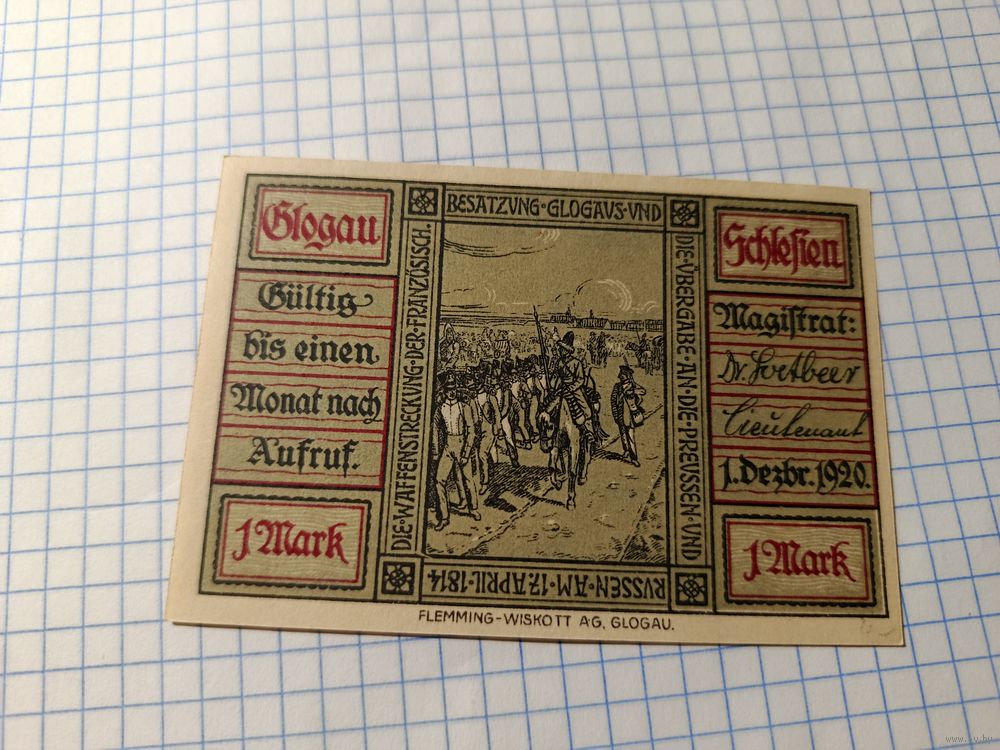 Glogau
Gültig
bis einen
Monat nach
Aufruf.
1 Mark
DIE·WAFFENSTRECKUNG·DER·FRANZÖSISCH.
BESATZUNG·GLOGAUS·UND
DIE·ÜBERGABE·AN·DIE·PREUSSEN·UND
RUSSEN·AM·17.APRIL·1814
Schlesien
Magistrat:
Dr. Soetbeer
Lieutenant
1. Dezbr. 1920.
1 Mark
FLEMMING-WISKOTT A·G, GLOGAU.